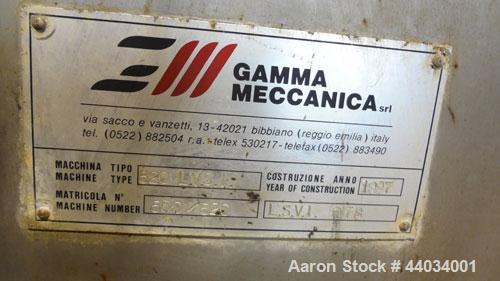 GAMMA
MECCANICA srl
via sacco e vanzetti, 13-42021 bibbiano (reggio emilia) italy
tel. (0522) 882504 r.a. - telex 530217 - telefax (0522) 883490
MACCHINA TIPO
MACHINE TYPE
COSTRUZIONE ANNO
YEAR OF CONSTRUCTION 1997
MATRICOLA N°
MACHINE NUMBER
Aaron Stock # 44034001